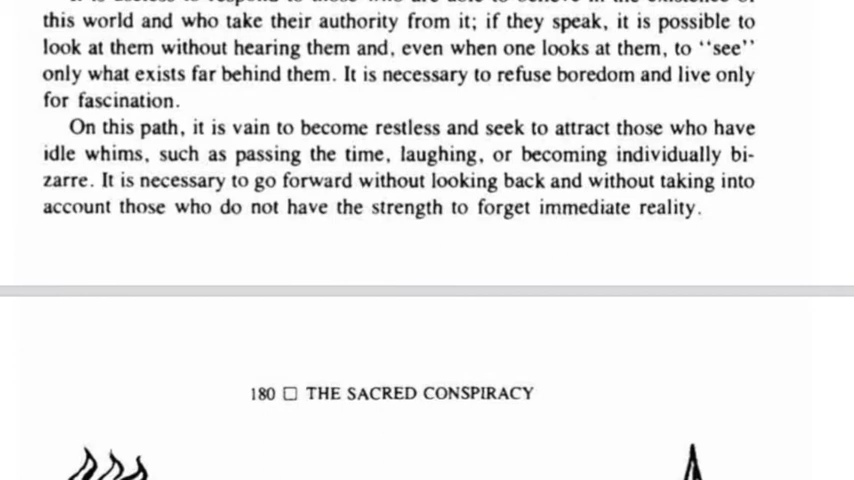 this world and who take their authority from it; if they speak, it is possible to
look at them without hearing them and, even when one looks at them, to "see"
only what exists far behind them. It is necessary to refuse boredom and live only
for fascination.
On this path, it is vain to become restless and seek to attract those who have
idle whims, such as passing the time, laughing, or becoming individually bi-
zarre. It is necessary to go forward without looking back and without taking into
account those who do not have the strength to forget immediate reality.
180 □ THE SACRED CONSPIRACY